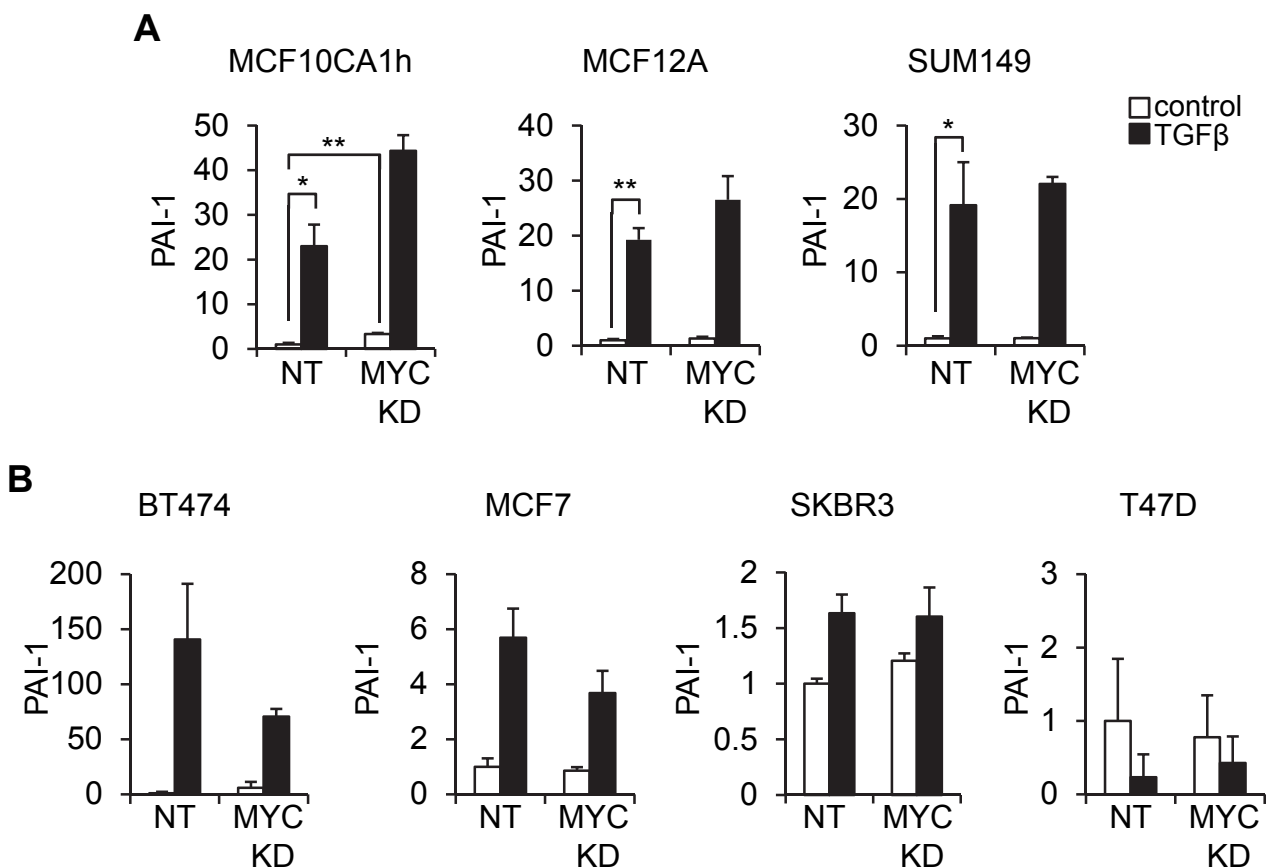 A
MCF10CA1h
MCF12A
SUM149
control
TGFβ
PAI-1
50
40
30
20
10
0
**
*
NT
MYC
KD
PAI-1
40
30
20
10
0
**
NT
MYC
KD
PAI-1
30
20
10
0
*
NT
MYC
KD
B
BT474
MCF7
SKBR3
T47D
PAI-1
200
150
100
50
0
NT
MYC
KD
PAI-1
8
6
4
2
0
NT
MYC
KD
PAI-1
2
1.5
1
0.5
0
NT
MYC
KD
PAI-1
3
2
1
0
NT
MYC
KD